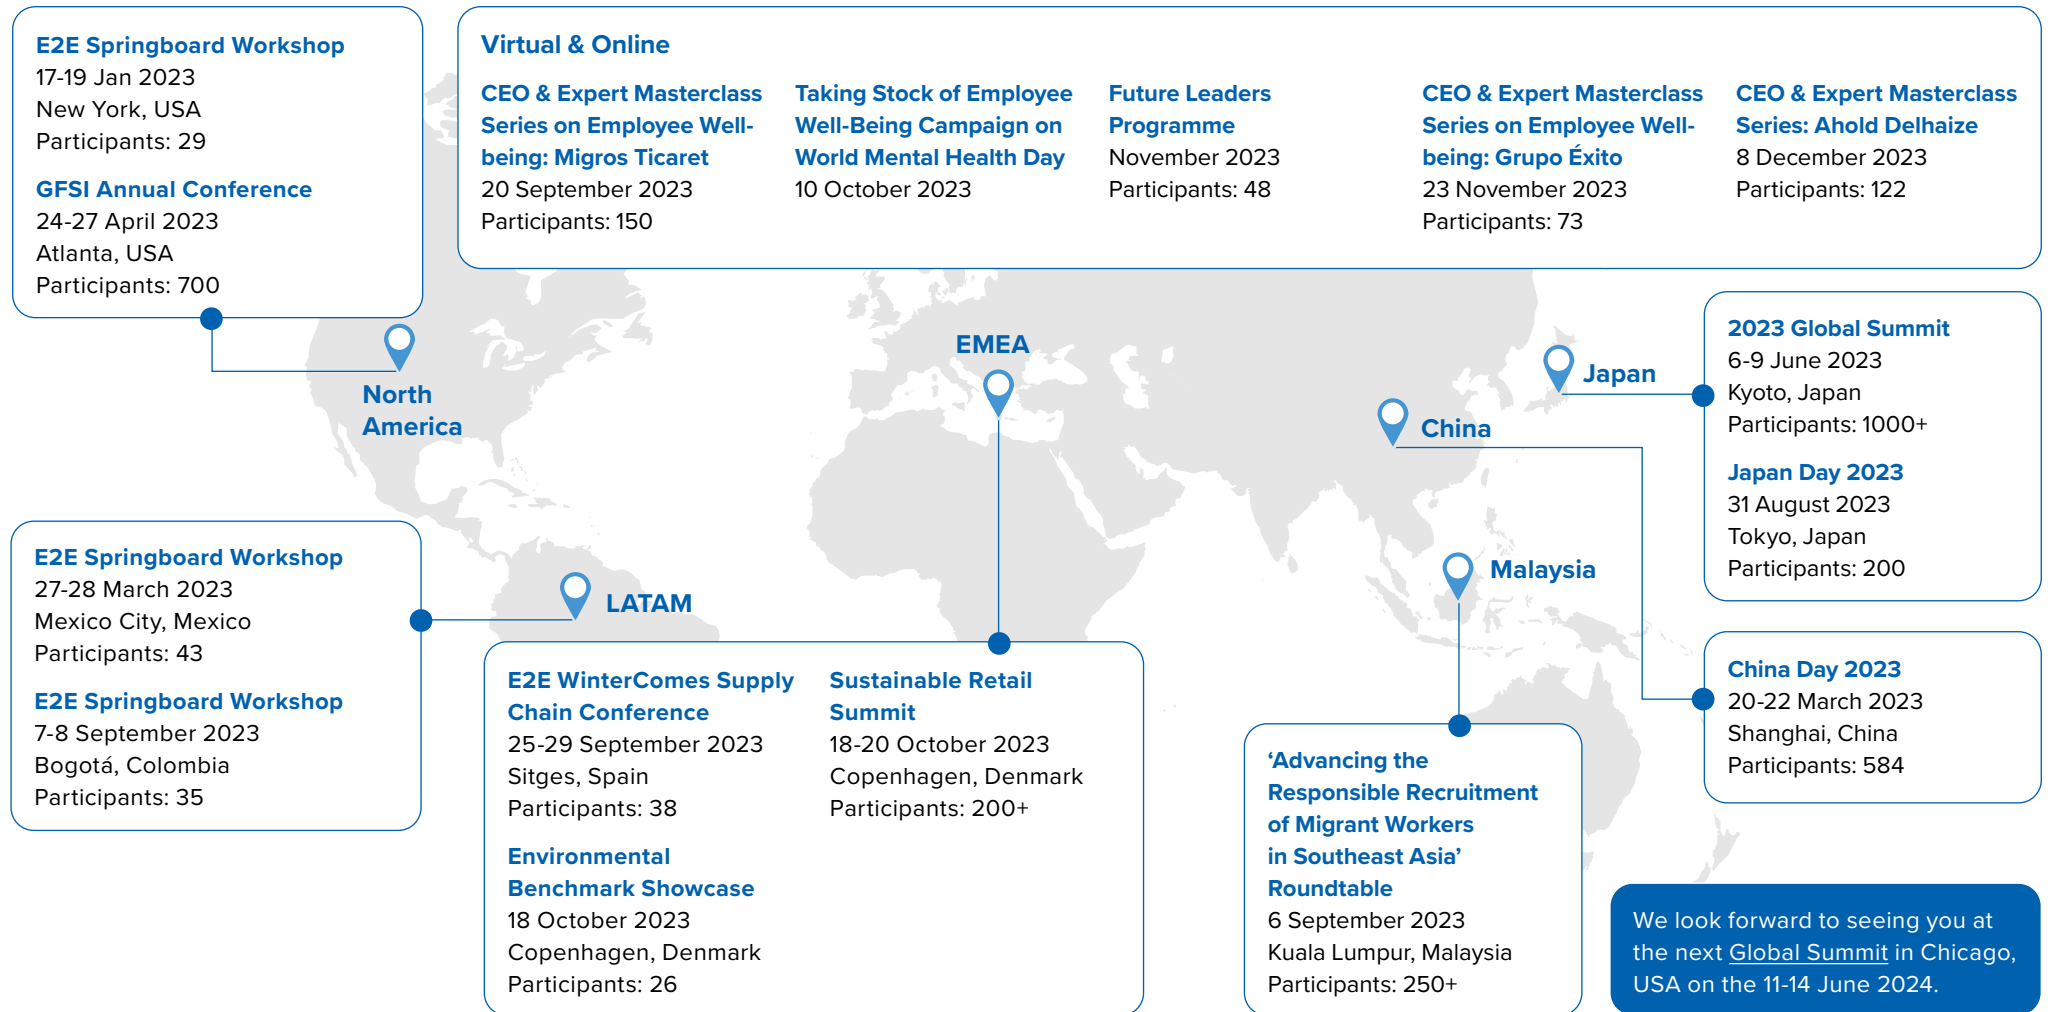 E2E Springboard Workshop
17-19 Jan 2023
New York, USA
Participants: 29
GFSI Annual Conference
24-27 April 2023
Atlanta, USA
Participants: 700
Virtual & Online
CEO & Expert Masterclass
Series on Employee Well-
being: Migros Ticaret
20 September 2023
Participants: 150
Taking Stock of Employee
Well-Being Campaign on
World Mental Health Day
10 October 2023
Future Leaders
Programme
November 2023
Participants: 48
CEO & Expert Masterclass
Series on Employee Well-
being: Grupo Éxito
23 November 2023
Participants: 73
CEO & Expert Masterclass
Series: Ahold Delhaize
8 December 2023
Participants: 122
North
America
EMEA
Japan
China
Malaysia
LATAM
2023 Global Summit
6-9 June 2023
Kyoto, Japan
Participants: 1000+
Japan Day 2023
31 August 2023
Tokyo, Japan
Participants: 200
E2E Springboard Workshop
27-28 March 2023
Mexico City, Mexico
Participants: 43
E2E Springboard Workshop
7-8 September 2023
Bogotá, Colombia
Participants: 35
E2E WinterComes Supply
Chain Conference
25-29 September 2023
Sitges, Spain
Participants: 38
Environmental
Benchmark Showcase
18 October 2023
Copenhagen, Denmark
Participants: 26
Sustainable Retail
Summit
18-20 October 2023
Copenhagen, Denmark
Participants: 200+
‘Advancing the
Responsible Recruitment
of Migrant Workers
in Southeast Asia’
Roundtable
6 September 2023
Kuala Lumpur, Malaysia
Participants: 250+
China Day 2023
20-22 March 2023
Shanghai, China
Participants: 584
We look forward to seeing you at
the next Global Summit in Chicago,
USA on the 11-14 June 2024.